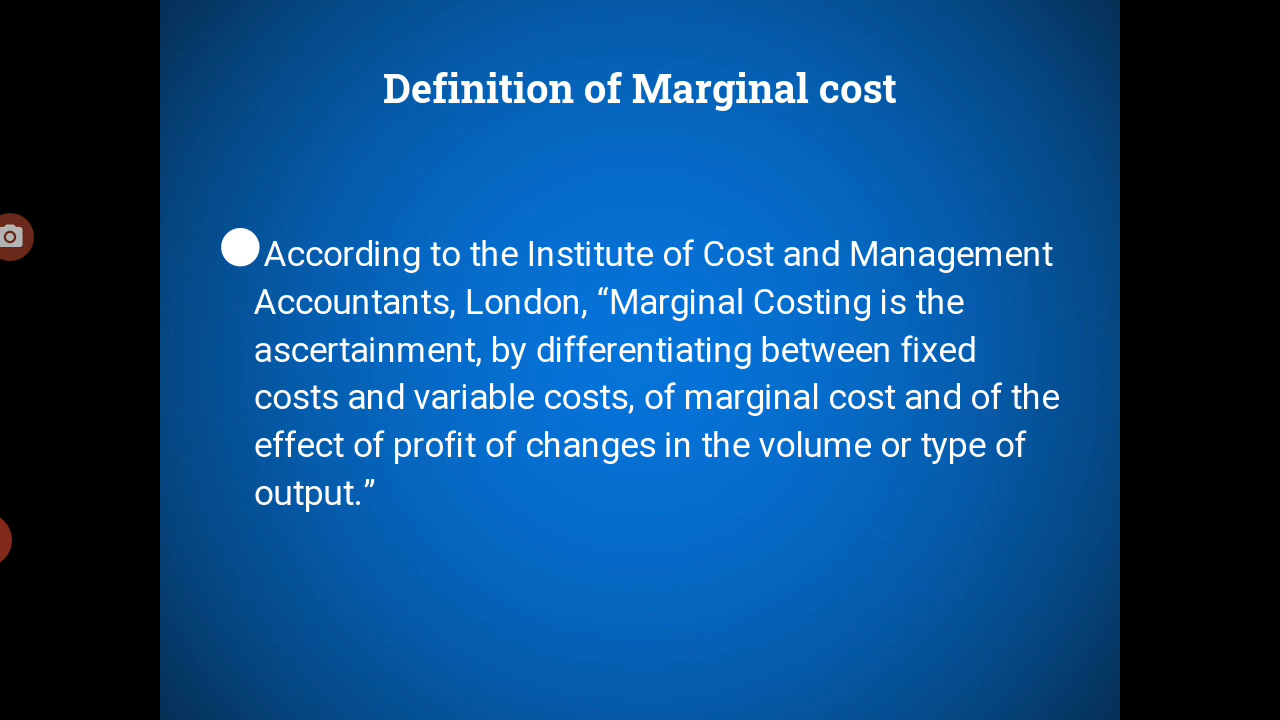 Definition of Marginal cost
●According to the Institute of Cost and Management
Accountants, London, “Marginal Costing is the
ascertainment, by differentiating between fixed
costs and variable costs, of marginal cost and of the
effect of profit of changes in the volume or type of
output.”